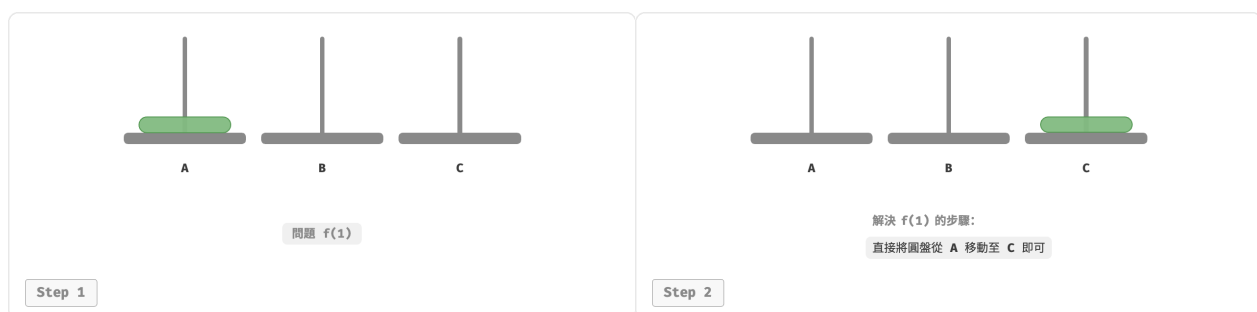 A B C
問題 f(1)
Step 1
A B C
解決 f(1) 的步驟：
直接將圓盤從 A 移動至 C 即可
Step 2